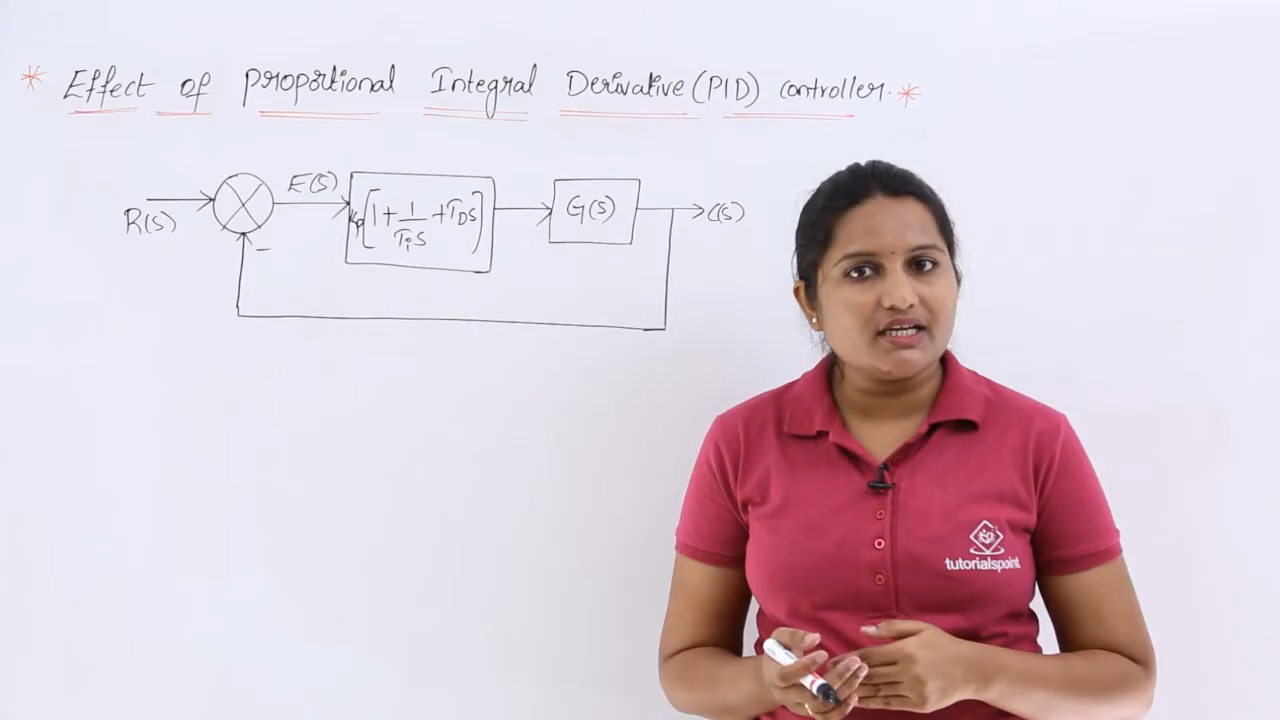 * Effect of proportional Integral Derivative (PID) controller. *
E(s)
R(s)
Kp[1+1/Tis+TDs]
G(s)
C(s)
-
tutorialspoint